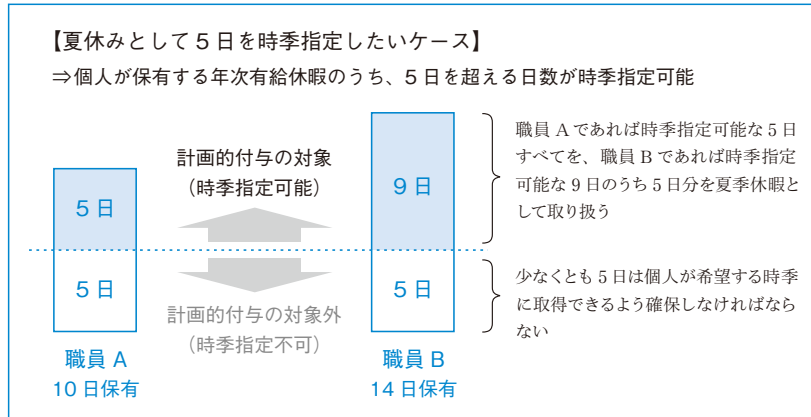 【夏休みとして5日を時季指定したいケース】
⇒個人が保有する年次有給休暇のうち、5日を超える日数が時季指定可能
計画的付与の対象
(時季指定可能)
5日
9日
職員 A であれば時季指定可能な 5 日
すべてを、職員 B であれば時季指定
可能な 9 日のうち 5 日分を夏季休暇と
して取り扱う
5日
5日
計画的付与の対象外
(時季指定不可)
少なくとも 5 日は個人が希望する時季
に取得できるよう確保しなければなら
ない
職員 A
10日保有
職員 B
14日保有